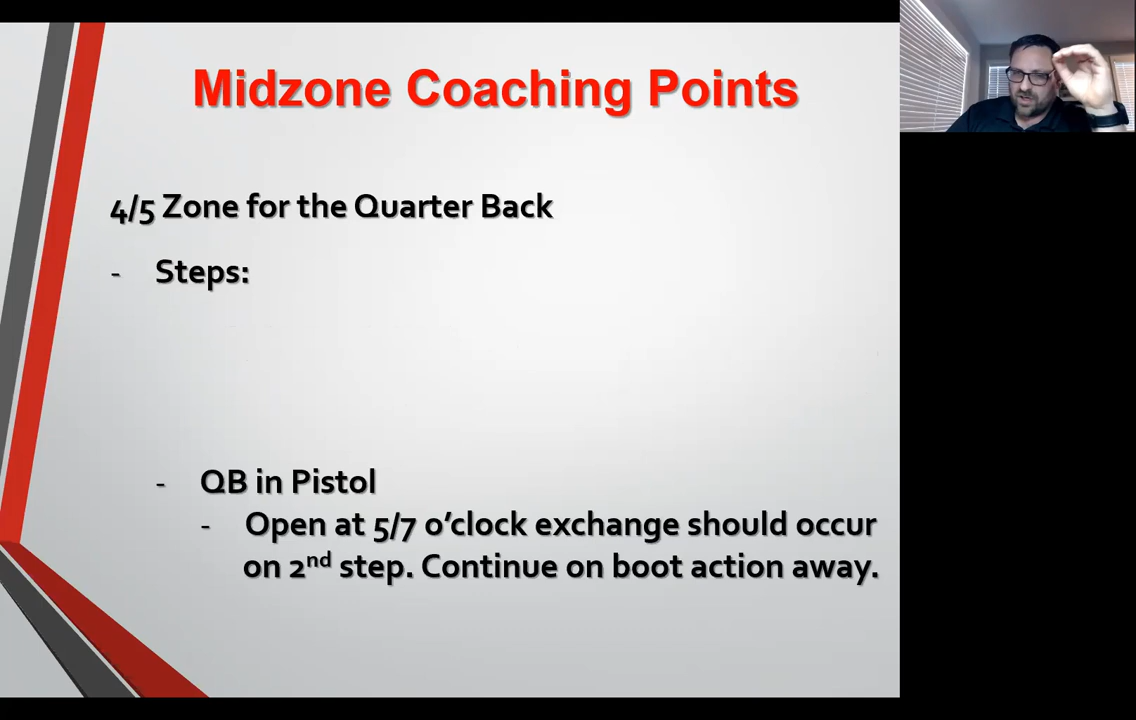 Midzone Coaching Points
4/5 Zone for the Quarter Back
- Steps:
- QB in Pistol
- Open at 5/7 o’clock exchange should occur
on 2nd step. Continue on boot action away.